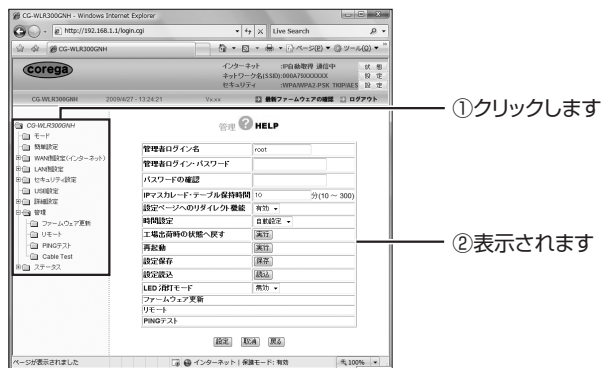 CG-WLR300GNH - Windows Internet Explorer
http://192.168.1.1/login.cgi
Live Search
CG-WLR300GNH
ページ(P)
ツール(O)
corega
インターネット :IP自動取得 通信中
状 態
ネットワーク名(SSID):000A79XXXXXX
設 定
セキュリティ :WPA/WPA2-PSK TKIP/AES
設 定
CG-WLR300GNH
2009/4/27 - 13:24:21
Vx.xx
最新ファームウェアの確認
ログアウト
CG-WLR300GNH
モード
簡単設定
WAN側設定(インターネット)
LAN側設定
セキュリティ設定
USB設定
詳細設定
管理
ファームウェア更新
リモート
PINGテスト
Cable Test
ステータス
管理 ? HELP
管理者ログイン名 root
管理者ログイン・パスワード
パスワードの確認
IPマスカレード・テーブル保持時間 10 分(10 ~ 300)
設定ページへのリダイレクト機能 有効
時間設定 自動設定
工場出荷時の状態へ戻す 実行
再起動 実行
設定保存 保存
設定読込 読込
LED 消灯モード 無効
ファームウェア更新
リモート
PINGテスト
設定 取消 戻る
ページが表示されました
インターネット | 保護モード: 有効
100%
①クリックします
②表示されます